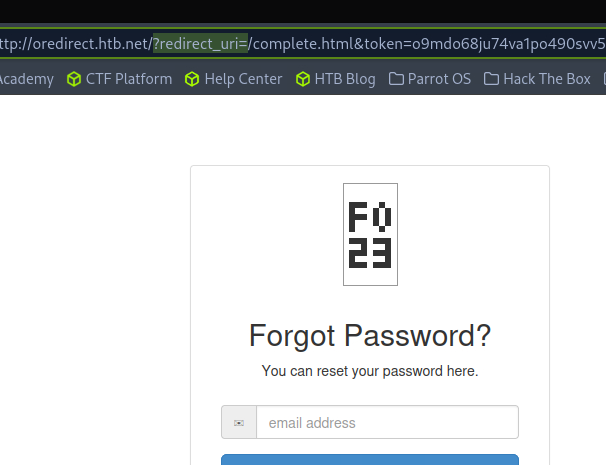 ttp://oredirect.htb.net/?redirect_uri=/complete.html&token=o9mdo68ju74va1po490svv5
Academy CTF Platform Help Center HTB Blog Parrot OS Hack The Box
F0
23
Forgot Password?
You can reset your password here.
email address